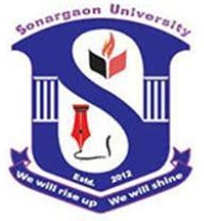 Sonargaon University
Estd. 2012
We will rise up We will shine